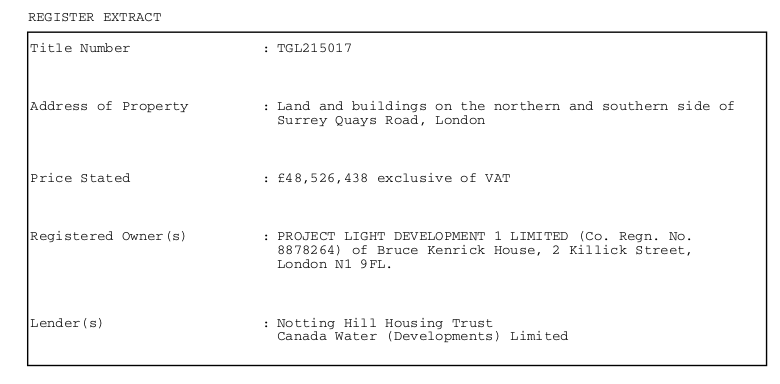 REGISTER EXTRACT
Title Number : TGL215017
Address of Property : Land and buildings on the northern and southern side of
Surrey Quays Road, London
Price Stated : £48,526,438 exclusive of VAT
Registered Owner(s) : PROJECT LIGHT DEVELOPMENT 1 LIMITED (Co. Regn. No.
8878264) of Bruce Kenrick House, 2 Killick Street,
London N1 9FL.
Lender(s) : Notting Hill Housing Trust
Canada Water (Developments) Limited